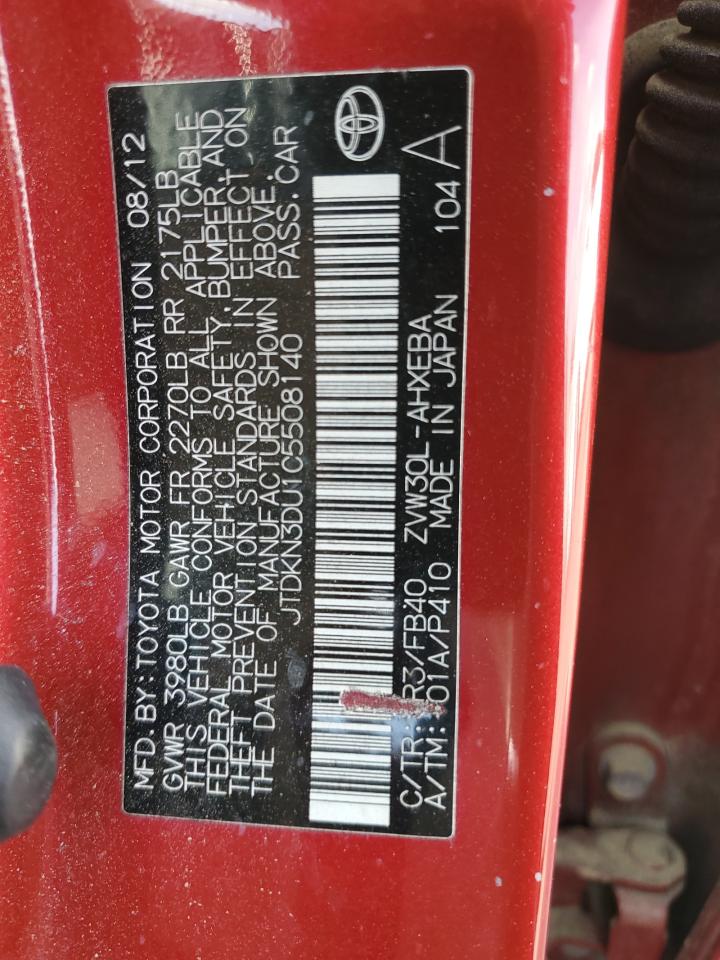 MFD. BY: TOYOTA MOTOR CORPORATION 08/12
GVWR 3980LB GAWR FR 2270LB RR 2175LB
THIS VEHICLE CONFORMS TO ALL APPLICABLE
FEDERAL MOTOR VEHICLE SAFETY, BUMPER, AND
THEFT PREVENTION STANDARDS IN EFFECT ON
THE DATE OF MANUFACTURE SHOWN ABOVE.
JTDKN3DU1C5508140 PASS. CAR
C/TR: R3/FB40 ZVW30L-AHXEBA 104
A/TM: 01A/P410 MADE IN JAPAN A